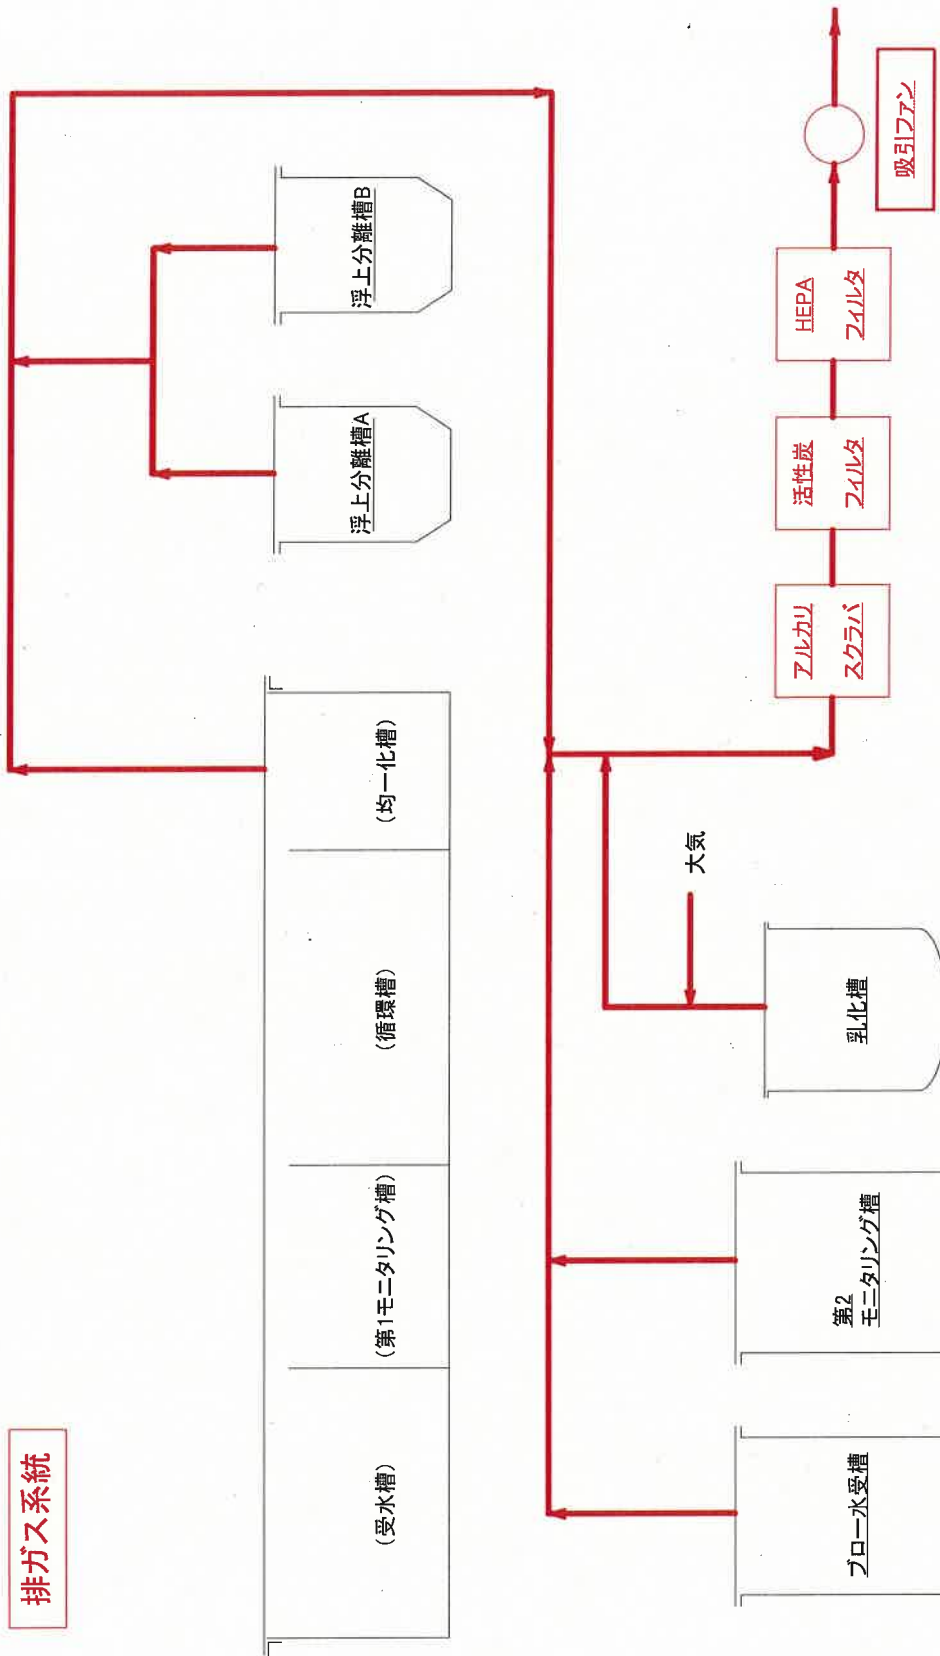 排ガス系統
(受水槽)
(第1モニタリング槽)
(循環槽)
(均一化槽)
浮上分離槽A
浮上分離槽B
ブロー水受槽
第2
モニタリング槽
乳化槽
大気
アルカリ
スクラバ
活性炭
フィルタ
HEPA
フィルタ
吸引ファン